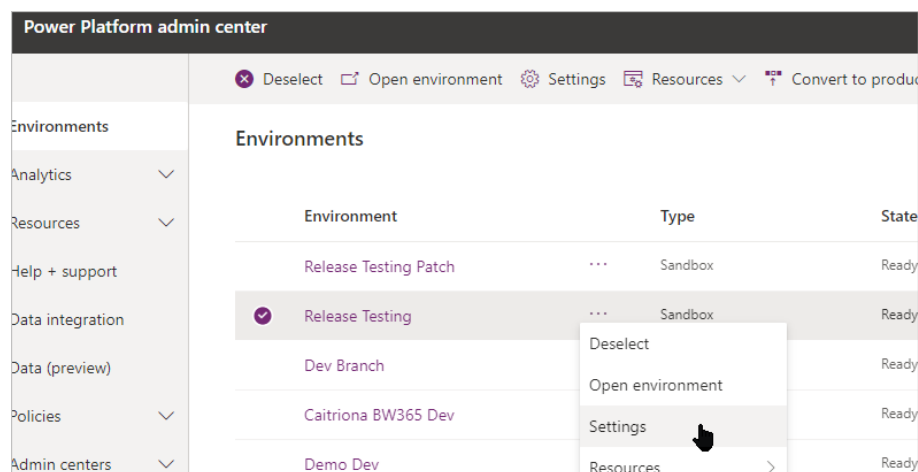 Power Platform admin center
Deselect Open environment Settings Resources Convert to produc
Environments
Analytics
Resources
Help + support
Data integration
Data (preview)
Policies
Admin centers
Environments
Environment Type State
Release Testing Patch ... Sandbox Ready
Release Testing ... Sandbox Ready
Dev Branch Ready
Caitriona BW365 Dev Ready
Demo Dev Ready
Deselect
Open environment
Settings
Resources